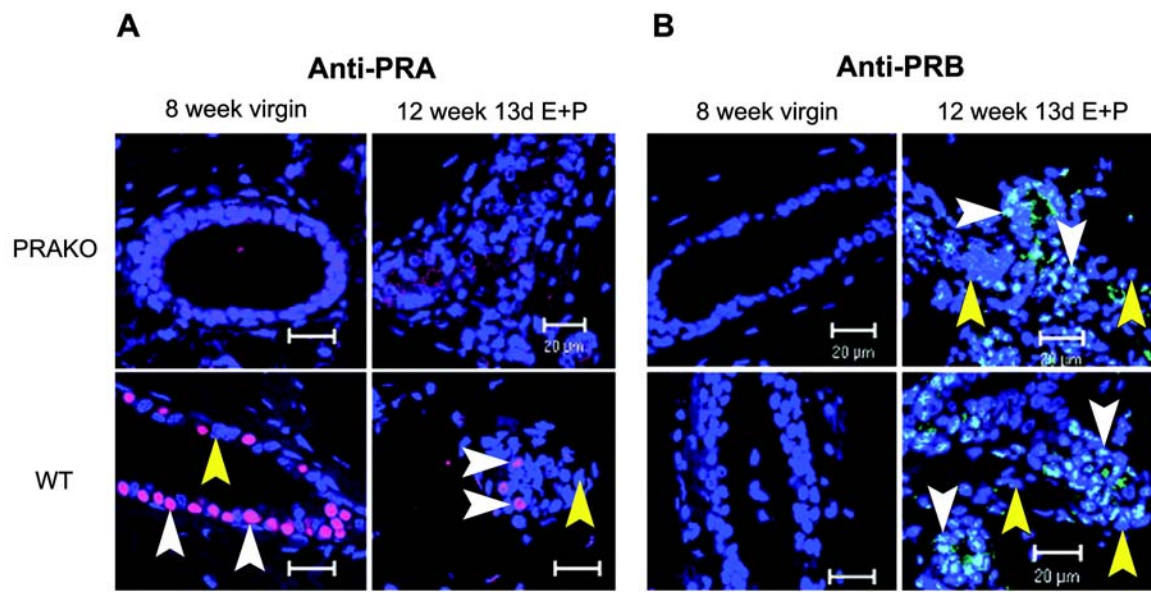 A
B
Anti-PRA
Anti-PRB
8 week virgin
12 week 13d E+P
8 week virgin
12 week 13d E+P
PRAKO
20 µm
20 µm
20 µm
WT
20 µm